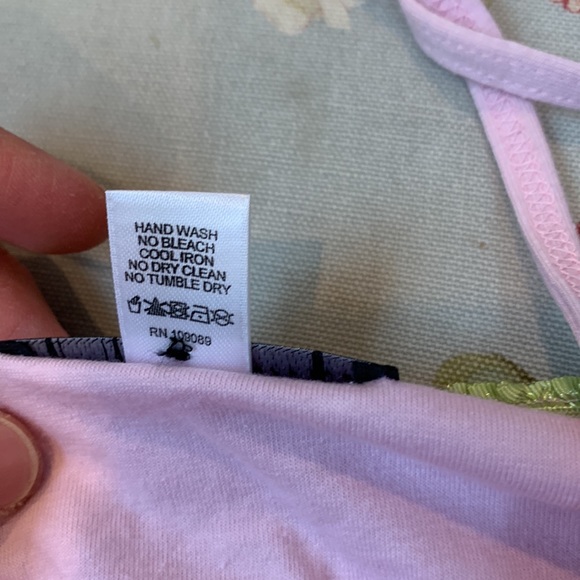 HAND WASH
NO BLEACH
COOL IRON
NO DRY CLEAN
NO TUMBLE DRY
RN 109089